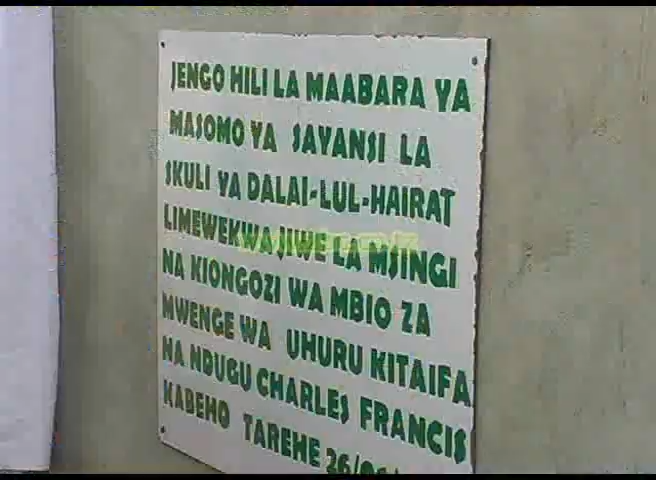 JENGO HILI LA MAABARA YA
MASOMO YA SAYANSI LA
SKULI YA DALAI-LUL-HAIRAT
LIMEWEKWA JIWE LA MSINGI
NA KIONGOZI WA MBIO ZA
MWENGE WA UHURU KITAIFA
NA NDUGU CHARLES FRANCIS
KABEHO TAREHE